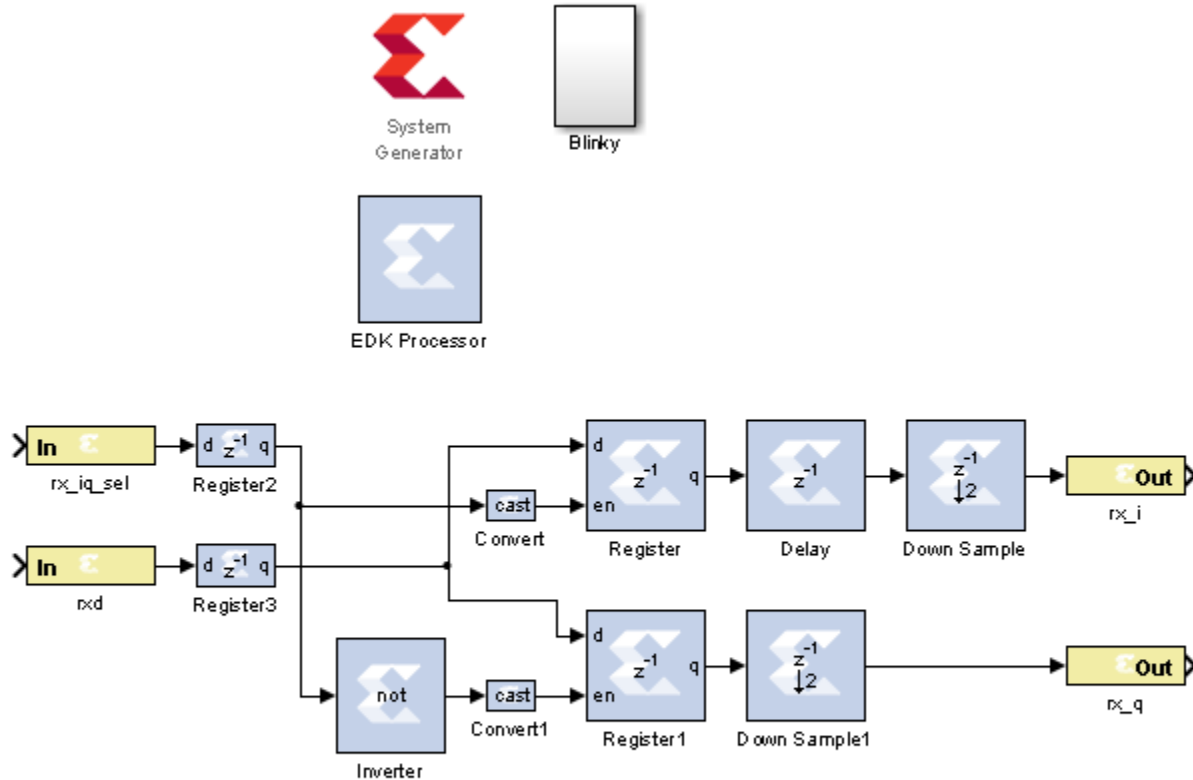 System
Generator
Blinky
EDK Processor
In
rx_iq_sel
d z-1 q
Register2
cast
Convert
d
en
z-1
q
Register
z-1
Delay
z-1
↓2
Down Sample
Out
rx_i
In
rxd
d z-1 q
Register3
not
Inverter
cast
Convert1
d
en
z-1
q
Register1
z-1
↓2
Down Sample1
Out
rx_q